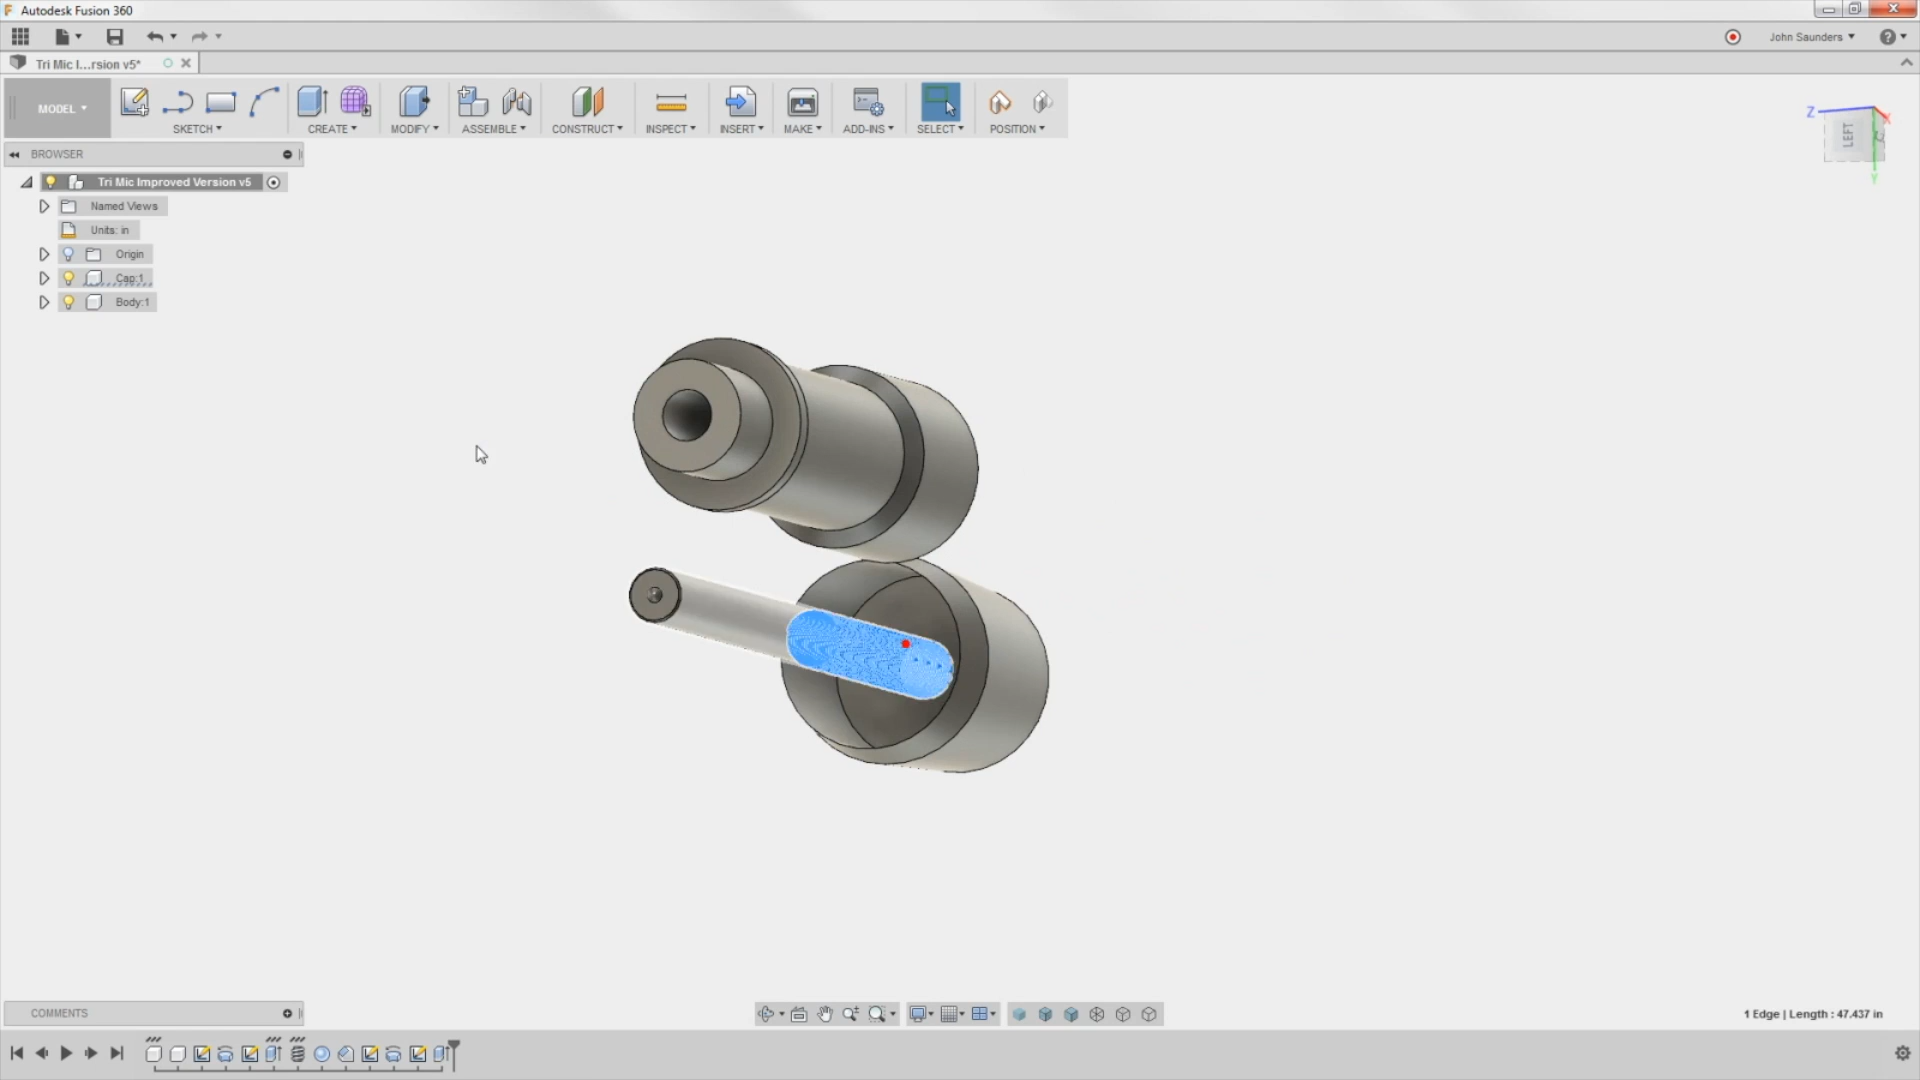 Autodesk Fusion 360
John Saunders
Tri Mic I...rsion v5*
MODEL
SKETCH
CREATE
MODIFY
ASSEMBLE
CONSTRUCT
INSPECT
INSERT
MAKE
ADD-INS
SELECT
POSITION
Z
X
LEFT
Y
BROWSER
Tri Mic Improved Version v5
Named Views
Units: in
Origin
Cap:1
Body:1
COMMENTS
1 Edge | Length : 47.437 in